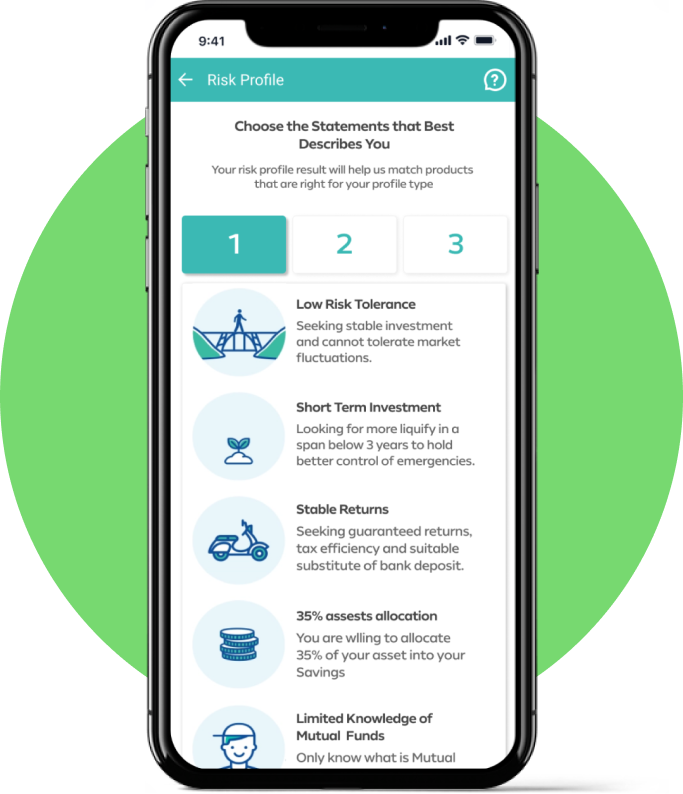 9:41
Risk Profile
Choose the Statements that Best
Describes You
Your risk profile result will help us match products
that are right for your profile type
1
2
3
Low Risk Tolerance
Seeking stable investment
and cannot tolerate market
fluctuations.
Short Term Investment
Looking for more liquify in a
span below 3 years to hold
better control of emergencies.
Stable Returns
Seeking guaranteed returns,
tax efficiency and suitable
substitute of bank deposit.
35% assests allocation
You are wlling to allocate
35% of your asset into your
Savings
Limited Knowledge of
Mutual Funds
Only know what is Mutual